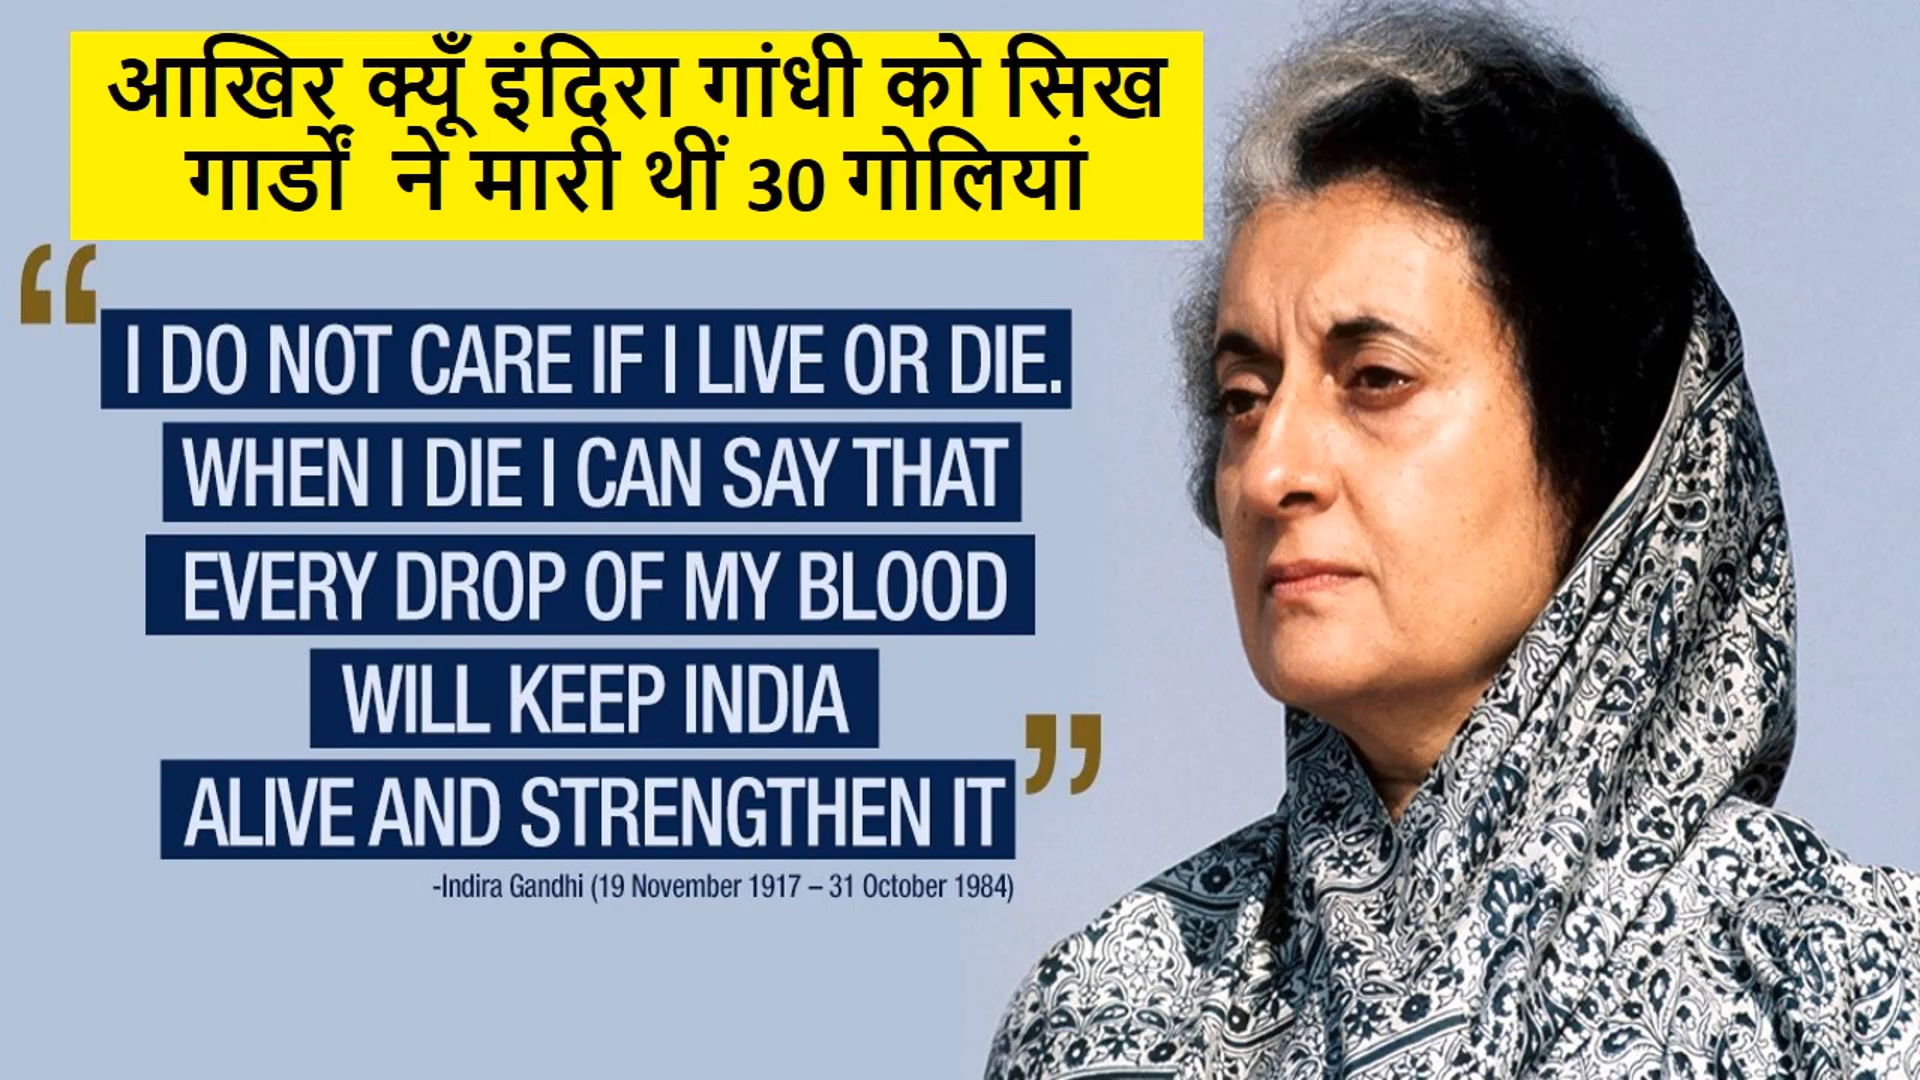 आखिर क्यूँ इंदिरा गांधी को सिख
गार्डों ने मारी थीं 30 गोलियां
“
I DO NOT CARE IF I LIVE OR DIE.
WHEN I DIE I CAN SAY THAT
EVERY DROP OF MY BLOOD
WILL KEEP INDIA
ALIVE AND STRENGTHEN IT ”
-Indira Gandhi (19 November 1917 – 31 October 1984)